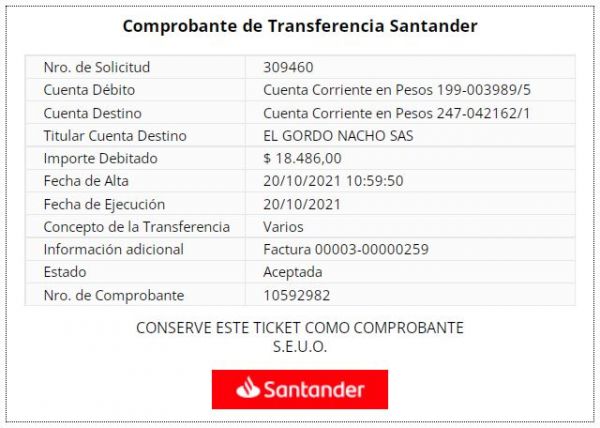 Comprobante de Transferencia Santander
Nro. de Solicitud 309460
Cuenta Débito Cuenta Corriente en Pesos 199-003989/5
Cuenta Destino Cuenta Corriente en Pesos 247-042162/1
Titular Cuenta Destino EL GORDO NACHO SAS
Importe Debitado $ 18.486,00
Fecha de Alta 20/10/2021 10:59:50
Fecha de Ejecución 20/10/2021
Concepto de la Transferencia Varios
Información adicional Factura 00003-00000259
Estado Aceptada
Nro. de Comprobante 10592982
CONSERVE ESTE TICKET COMO COMPROBANTE
S.E.U.O.
Santander